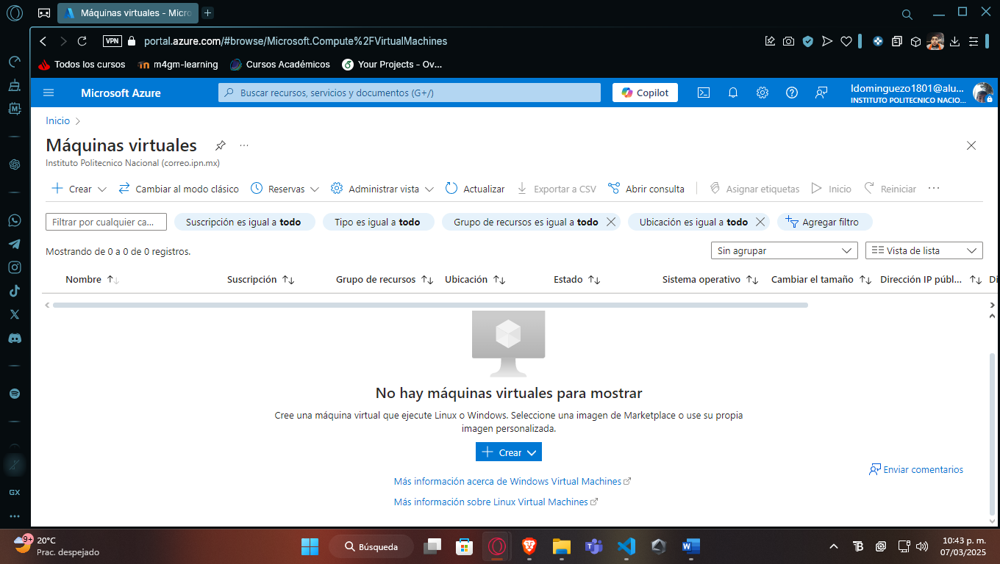 Máquinas virtuales - Micro
VPN
portal.azure.com/#browse/Microsoft.Compute%2FVirtualMachines
Todos los cursos
m4gm-learning
Cursos Académicos
Your Projects - Ov...
Microsoft Azure
Buscar recursos, servicios y documentos (G+/)
Copilot
ldominguezo1801@alu...
INSTITUTO POLITECNICO NACIO...
Inicio
Máquinas virtuales
Instituto Politecnico Nacional (correo.ipn.mx)
Crear
Cambiar al modo clásico
Reservas
Administrar vista
Actualizar
Exportar a CSV
Abrir consulta
Asignar etiquetas
Inicio
Reiniciar
Filtrar por cualquier ca...
Suscripción es igual a todo
Tipo es igual a todo
Grupo de recursos es igual a todo
Ubicación es igual a todo
Agregar filtro
Mostrando de 0 a 0 de 0 registros.
Sin agrupar
Vista de lista
Nombre
Suscripción
Grupo de recursos
Ubicación
Estado
Sistema operativo
Cambiar el tamaño
Dirección IP públ...
Di
No hay máquinas virtuales para mostrar
Cree una máquina virtual que ejecute Linux o Windows. Seleccione una imagen de Marketplace o use su propia
imagen personalizada.
Crear
Enviar comentarios
Más información acerca de Windows Virtual Machines
Más información sobre Linux Virtual Machines
GX
9+
20°C
Prac. despejado
Búsqueda
10:43 p. m.
07/03/2025